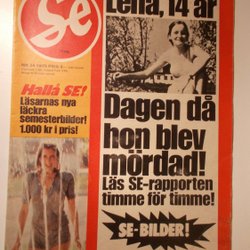 Se
Lena, 14 år
Hallå SE!
Läsarnas nya
läckra
semesterbilder!
1.000 kr i pris!
Dagen då
hon blev
mördad!
Läs SE-rapporten
timme för timme!
SE-BILDER!